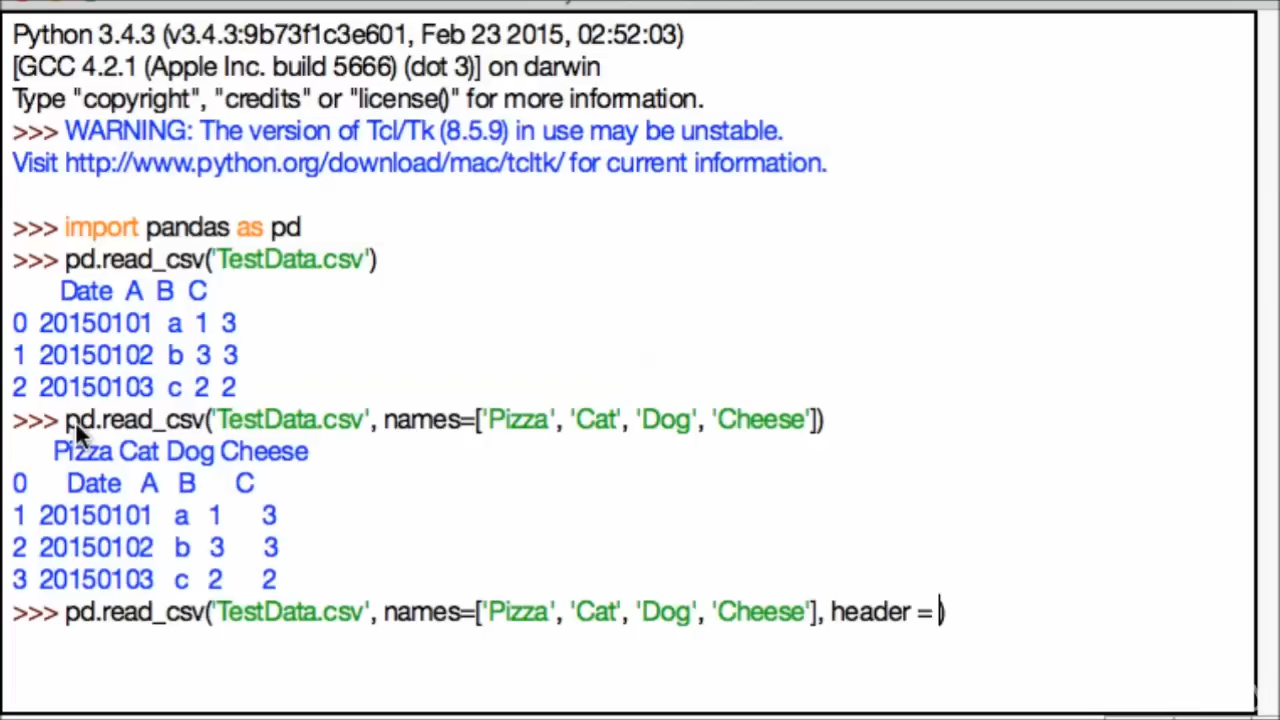 Python 3.4.3 (v3.4.3:9b73f1c3e601, Feb 23 2015, 02:52:03)
[GCC 4.2.1 (Apple Inc. build 5666) (dot 3)] on darwin
Type "copyright", "credits" or "license()" for more information.
>>> WARNING: The version of Tcl/Tk (8.5.9) in use may be unstable.
Visit http://www.python.org/download/mac/tcltk/ for current information.
>>> import pandas as pd
>>> pd.read_csv('TestData.csv')
Date A B C
0 20150101 a 1 3
1 20150102 b 3 3
2 20150103 c 2 2
>>> pd.read_csv('TestData.csv', names=['Pizza', 'Cat', 'Dog', 'Cheese'])
Pizza Cat Dog Cheese
0 Date A B C
1 20150101 a 1 3
2 20150102 b 3 3
3 20150103 c 2 2
>>> pd.read_csv('TestData.csv', names=['Pizza', 'Cat', 'Dog', 'Cheese'], header = )